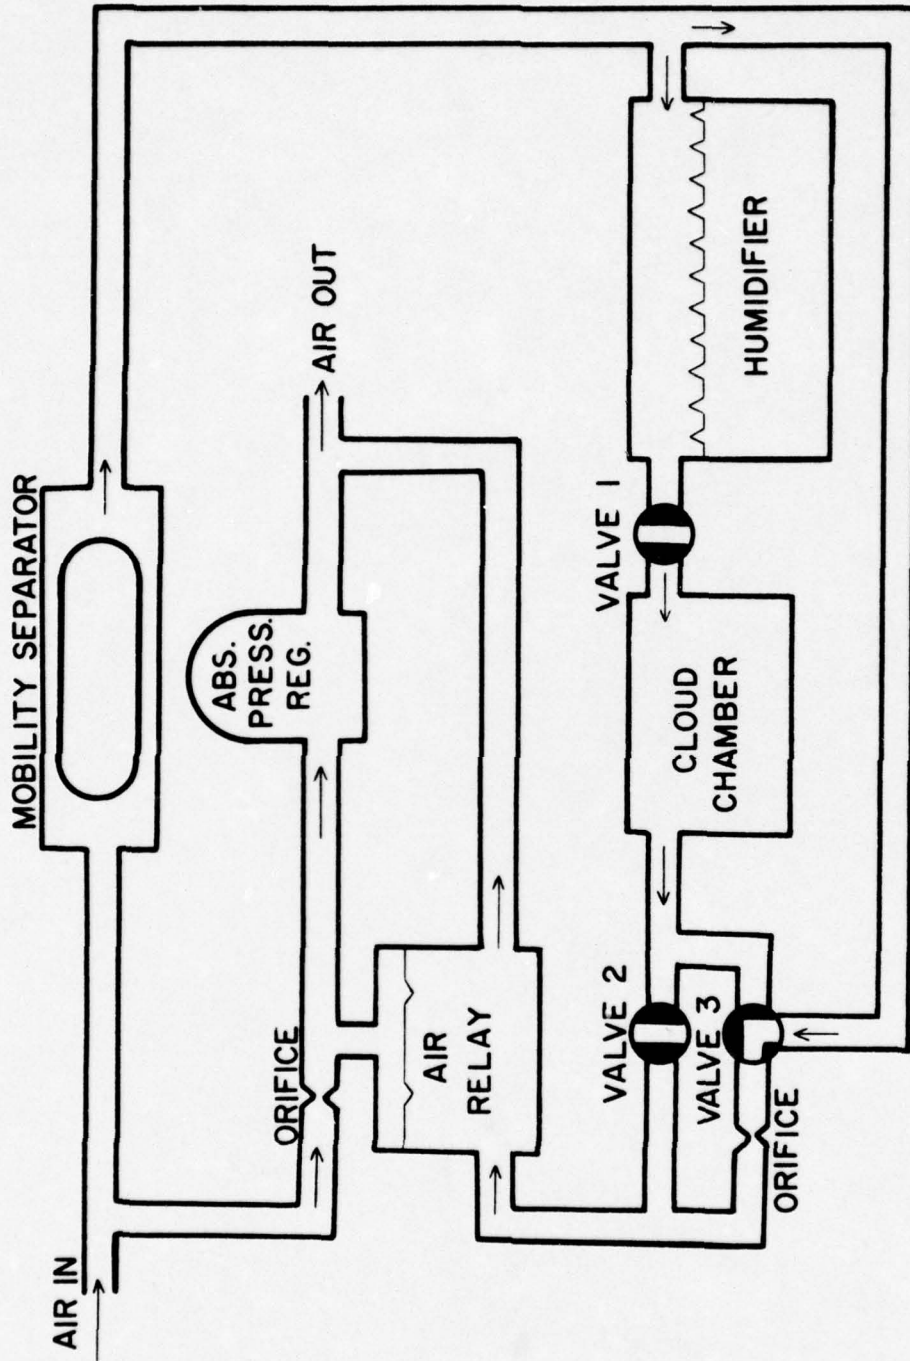 AIR IN
MOBILITY SEPARATOR
ORIFICE
ABS.
PRESS.
REG.
AIR OUT
AIR
RELAY
VALVE 2
VALVE 3
ORIFICE
CLOUD
CHAMBER
VALVE 1
HUMIDIFIER